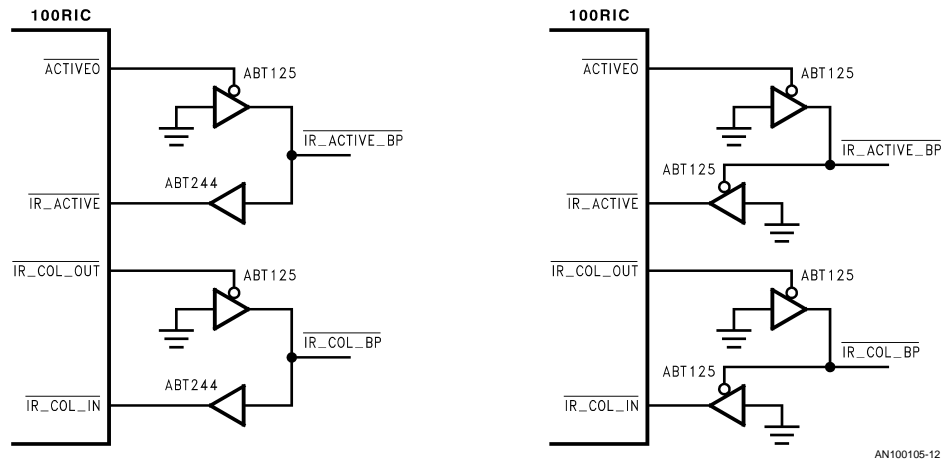 100RIC
ACTIVEO
ABT125
IR_ACTIVE_BP
ABT244
IR_ACTIVE
IR_COL_OUT
ABT125
IR_COL_BP
ABT244
IR_COL_IN
100RIC
ACTIVEO
ABT125
IR_ACTIVE_BP
ABT125
IR_ACTIVE
IR_COL_OUT
ABT125
IR_COL_BP
ABT125
IR_COL_IN
AN100105-12